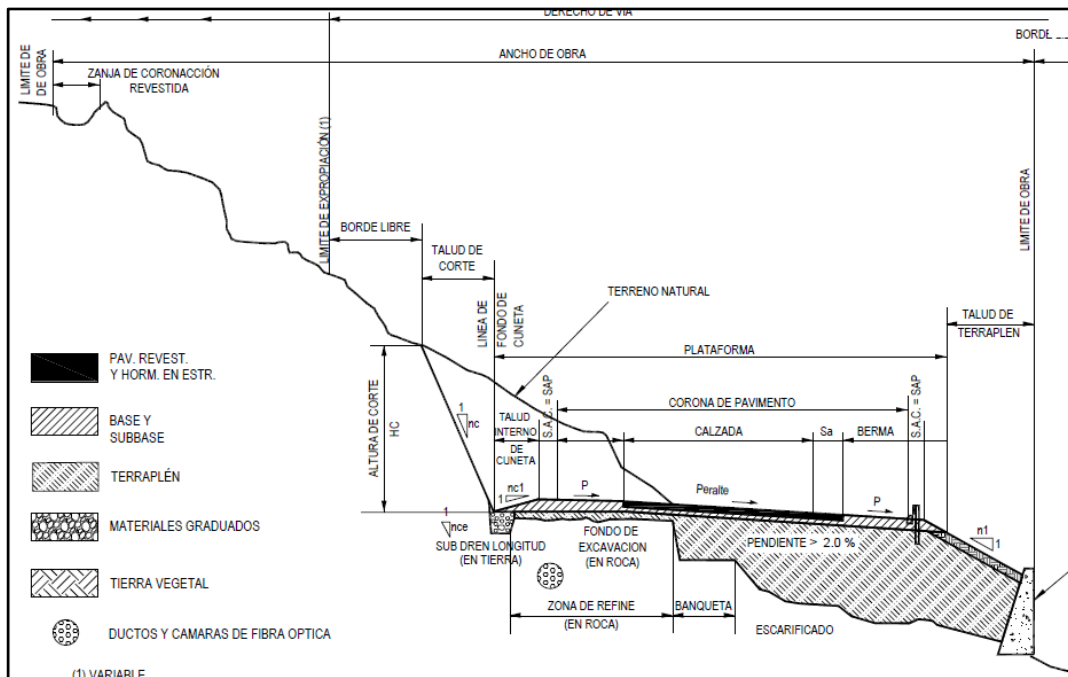 DERECHO DE VIA
BORDE
ANCHO DE OBRA
LIMITE DE
DE OBRA
ZANJA DE CORONACCIÓN
REVESTIDA
LIMITE DE EXPROPIACIÓN (1)
BORDE LIBRE
TALUD DE
CORTE
LINEA DE
FONDO DE
CUNETA
TERRENO NATURAL
LIMITE DE OBRA
TALUD DE
TERRAPLEN
PLATAFORMA
CORONA DE PAVIMENTO
S.A.C. = SAP
S.A.C. = SAP
TALUD
INTERNO
DE
CUNETA
CALZADA
Sa
BERMA
ALTURA DE CORTE
HC
1
nc
1
nc1
P
Peralte
P
n1
1
1
nce
SUB DREN LONGITUD
(EN TIERRA)
FONDO DE
EXCAVACION
(EN ROCA)
PENDIENTE > 2.0 %
ZONA DE REFINE
(EN ROCA)
BANQUETA
ESCARIFICADO
PAV. REVEST.
Y HORM. EN ESTR.
BASE Y
SUBBASE
TERRAPLÉN
MATERIALES GRADUADOS
TIERRA VEGETAL
DUCTOS Y CAMARAS DE FIBRA OPTICA
(1) VARIABLE